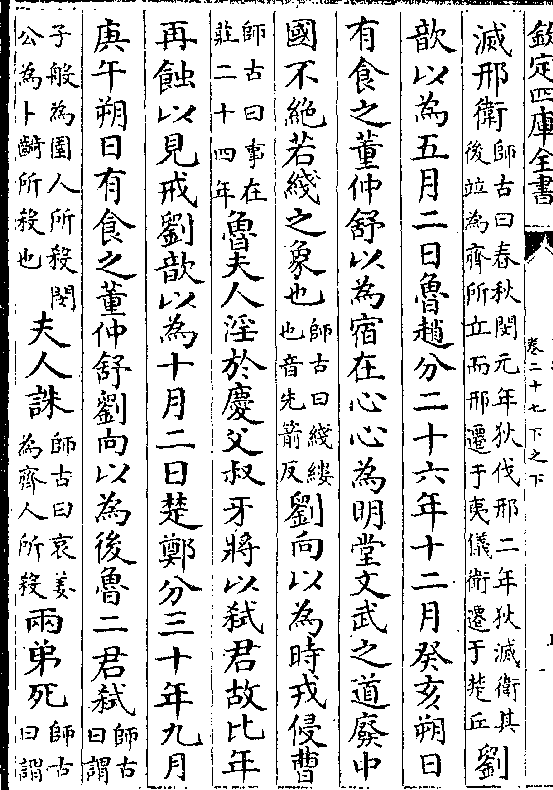 欽定四庫全書
卷二十七下之下
滅邢衛師古曰春秋閔元年狄伐邢二年狄滅衛其後竝為齊所立而邢遷于夷儀衛遷于楚丘劉
歆以為五月二日魯趙分二十六年十二月癸亥朔日
有食之董仲舒以為宿在心心為明堂文武之道廢中
國不絶若綫之象也師古曰綫縷也音先箭反劉向以為時戎侵曹
師古曰事在莊二十四年魯夫人淫於慶父叔牙將以弑君故比年
再蝕以見戒劉歆以為十月二日楚鄭分三十年九月
庚午朔日有食之董仲舒劉向以為後魯二君弑師古曰謂
子般為圉人所殺閔公為卜齮所殺也夫人誅師古曰哀姜為齊人所殺兩弟死師古曰謂